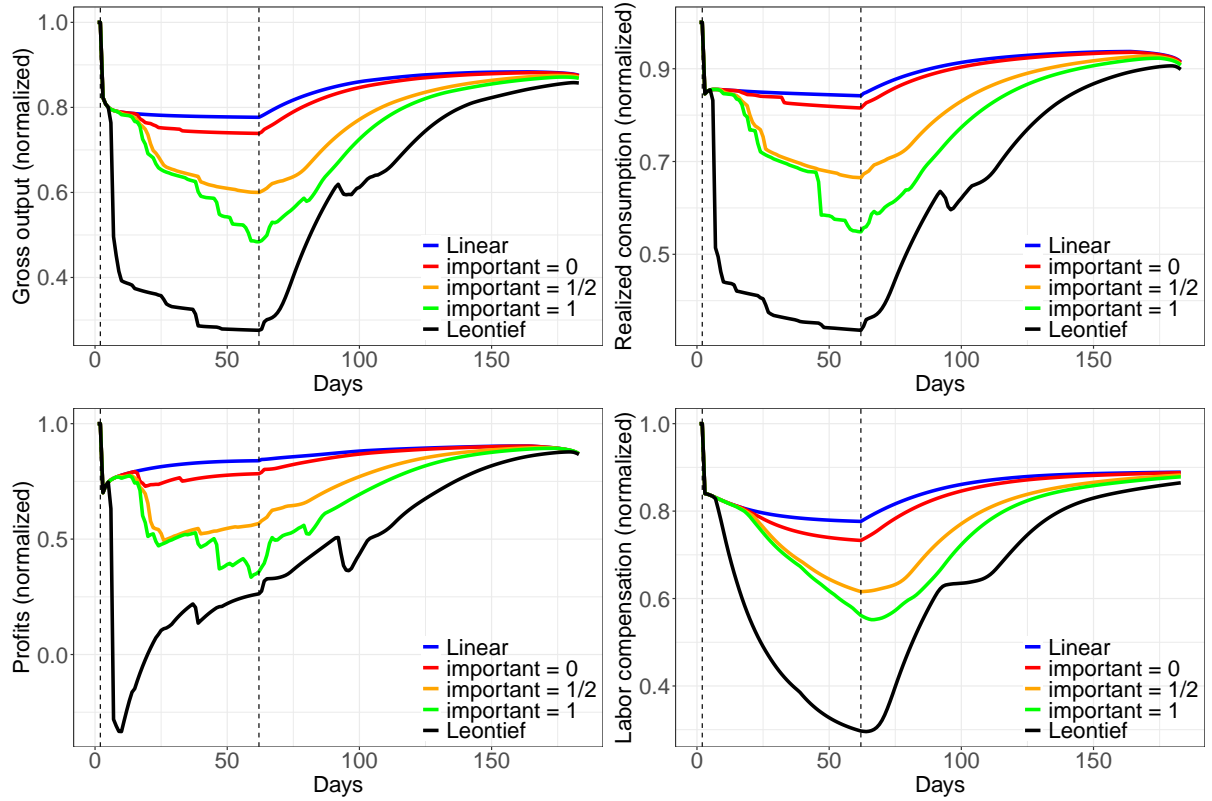 Gross output (normalized)
1.0
0.8
0.6
0.4
Linear
important = 0
important = 1/2
important = 1
Leontief
0
50
100
150
Days
Realized consumption (normalized)
0.9
0.7
0.5
Linear
important = 0
important = 1/2
important = 1
Leontief
0
50
100
150
Days
Profits (normalized)
1.0
0.5
0.0
Linear
important = 0
important = 1/2
important = 1
Leontief
0
50
100
150
Days
Labor compensation (normalized)
1.0
0.8
0.6
0.4
Linear
important = 0
important = 1/2
important = 1
Leontief
0
50
100
150
Days